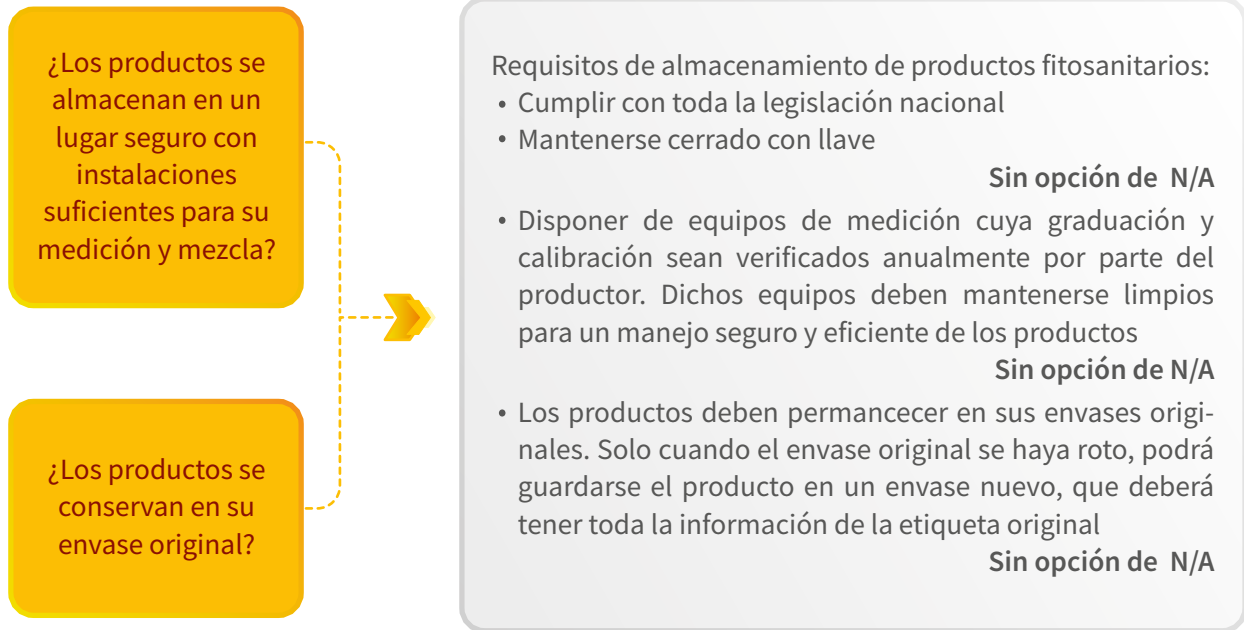 ¿Los productos se
almacenan en un
lugar seguro con
instalaciones
suficientes para su
medición y mezcla?
¿Los productos se
conservan en su
envase original?
Requisitos de almacenamiento de productos fitosanitarios:
• Cumplir con toda la legislación nacional
• Mantenerse cerrado con llave
Sin opción de N/A
• Disponer de equipos de medición cuya graduación y
calibración sean verificados anualmente por parte del
productor. Dichos equipos deben mantenerse limpios
para un manejo seguro y eficiente de los productos
Sin opción de N/A
• Los productos deben permancecer en sus envases origi-
nales. Solo cuando el envase original se haya roto, podrá
guardarse el producto en un envase nuevo, que deberá
tener toda la información de la etiqueta original
Sin opción de N/A